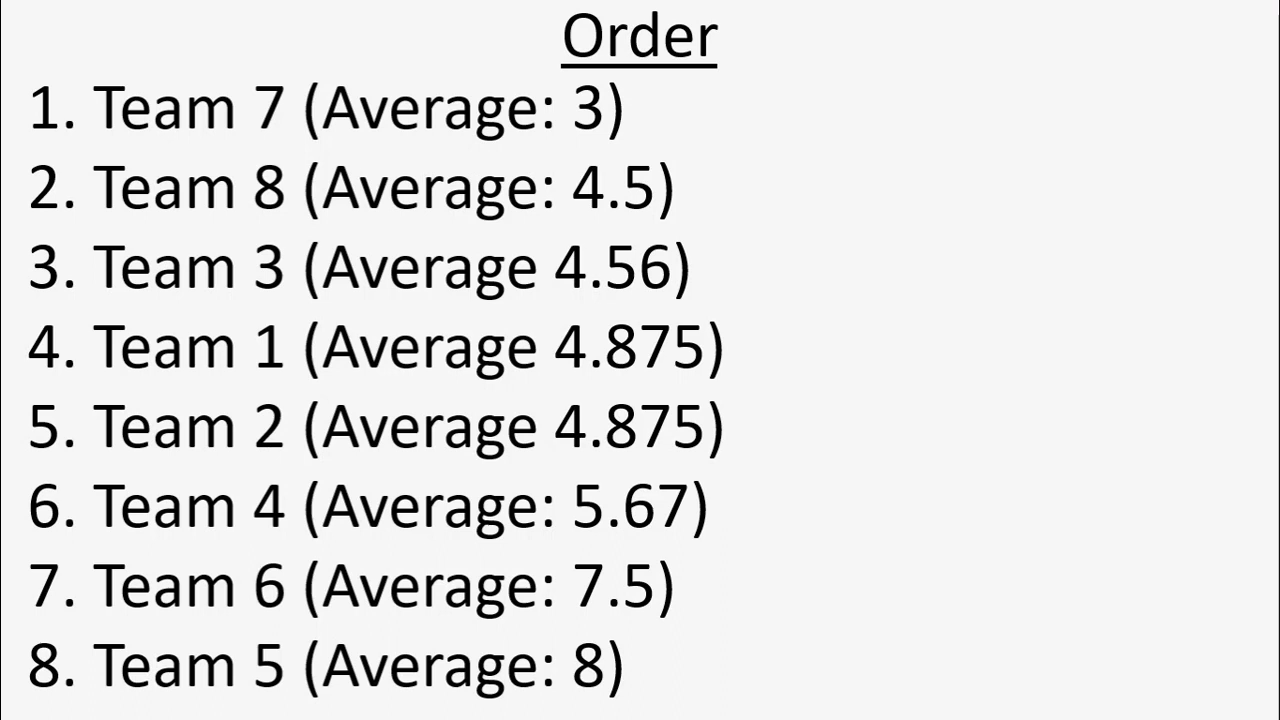 Order
1. Team 7 (Average: 3)
2. Team 8 (Average: 4.5)
3. Team 3 (Average 4.56)
4. Team 1 (Average 4.875)
5. Team 2 (Average 4.875)
6. Team 4 (Average: 5.67)
7. Team 6 (Average: 7.5)
8. Team 5 (Average: 8)